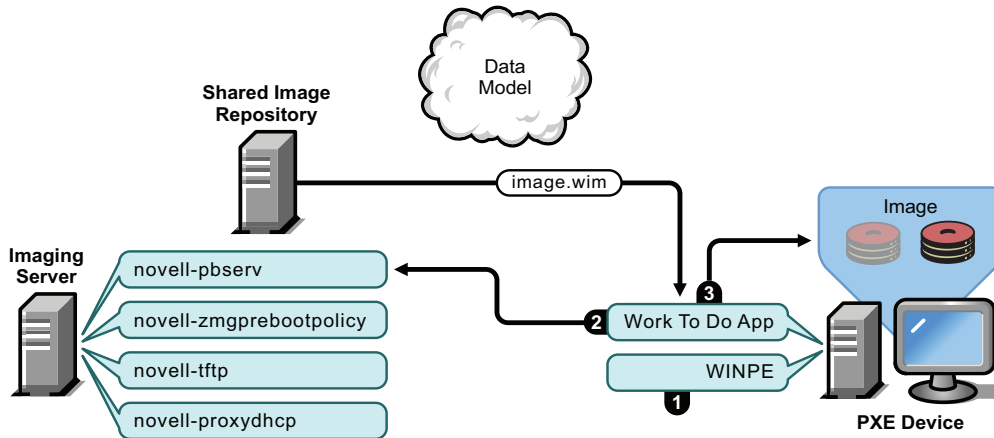 Data
Model
Shared Image
Repository
image.wim
Image
Imaging
Server
novell-pbserv
novell-zmgprebootpolicy
novell-tftp
novell-proxydhcp
3
2
Work To Do App
WINPE
1
PXE Device